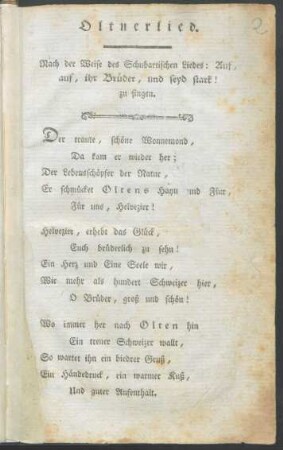 Oltnerlied.
2
Nach der Weise des Schubartischen Liedes: Auf,
auf, ihr Brüder, und seyd stark!
zu singen.
Der traute, schöne Wonnemond,
Da kam er wieder her;
Der Lebensschöpfer der Natur,
Er schmücket Oltens Hayn und Flur,
Für uns, Helvezier!
Helvezier, erhebt das Glück,
Euch brüderlich zu sehn!
Ein Herz und Eine Seele wir,
Wir mehr als hundert Schweizer hier,
O Brüder, groß und schön!
Wo immer her nach Olten hin
Ein treuer Schweizer wallt,
So wartet ihn ein biedrer Gruß,
Ein Händedruck, ein warmer Kuß,
Und guter Aufenthalt.